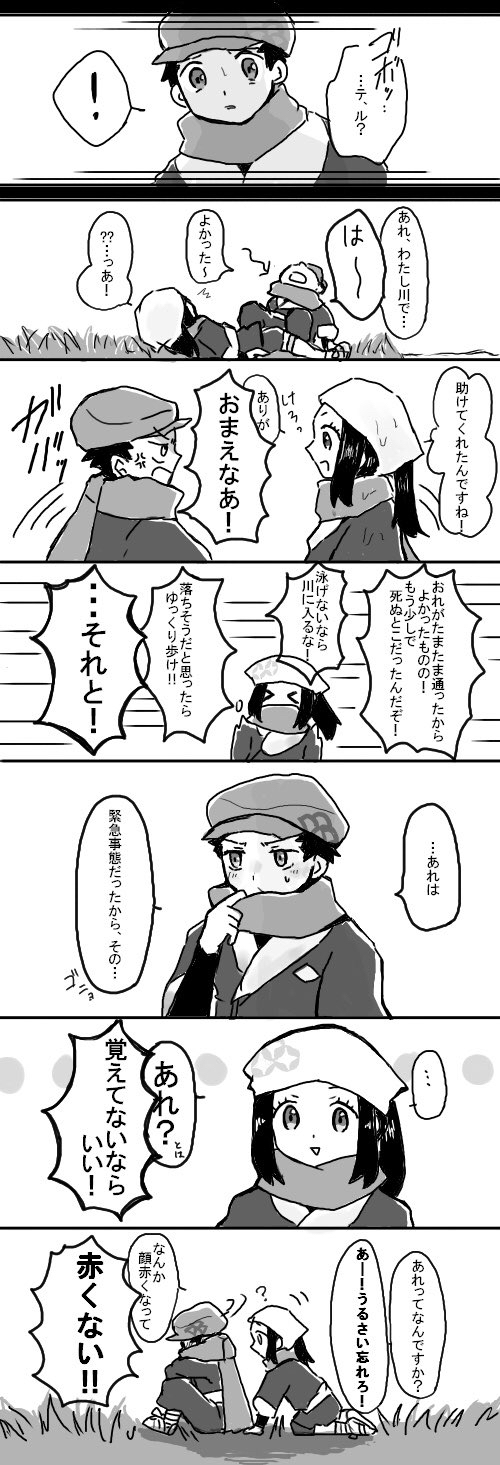 ゴボッ…
…テ、ル？
！
あれ、わたし川で…
は〜〜
よかった〜
??…っあ！
助けてくれたんですね！
けろっ
ありが
おまえなあ！
ガバッ
おれがたまたま通ったから
よかったものの！
もう少しで
死ぬとこだったんだぞ！
泳げないなら
川に入るな！
落ちそうだと思ったら
ゆっくり歩け!!
…それと！
…あれは
緊急事態だったから、その…
ゴニョ
…
あれ？
とは
覚えてないなら
いい！
あれってなんですか？
あー！うるさい忘れろ！
?
なんか
顔赤くなって
赤くない!!